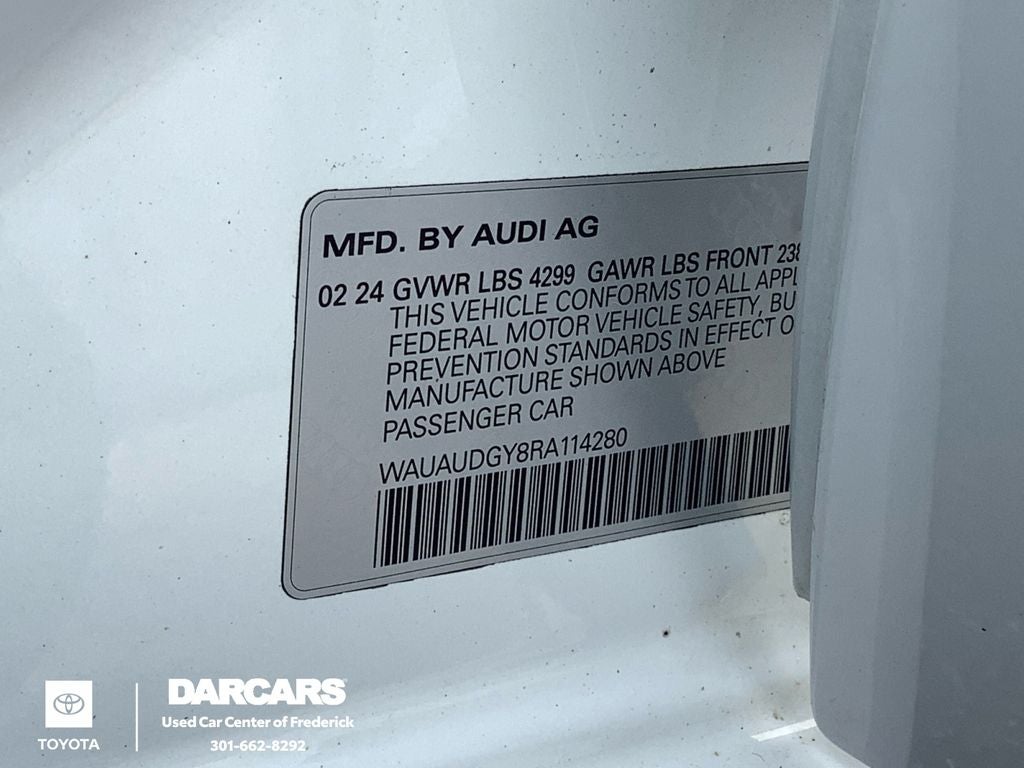 MFD. BY AUDI AG
02 24 GVWR LBS 4299 GAWR LBS FRONT
THIS VEHICLE CONFORMS TO ALL
FEDERAL MOTOR VEHICLE SAFETY,
PREVENTION STANDARDS IN EFFECT
MANUFACTURE SHOWN ABOVE
PASSENGER CAR
WAUAUDGY8RA114280
TOYOTA
DARCARS
Used Car Center of Frederick
301-662-8292